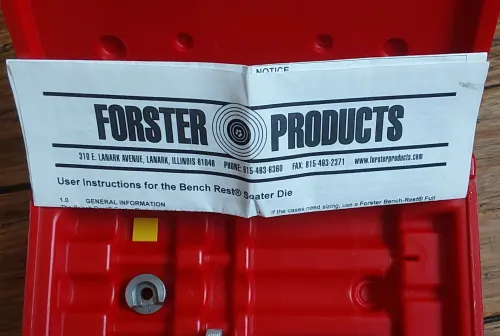 NOTICE
FORSTER PRODUCTS
310 E. LANARK AVENUE, LANARK, ILLINOIS 61046 PHONE: 815-493-6360 FAX: 815-493-2371 www.forsterproducts.com
User Instructions for the Bench Rest® Seater Die
1.0 GENERAL INFORMATION
If the cases need sizing, use a Forster Bench-Rest® Full